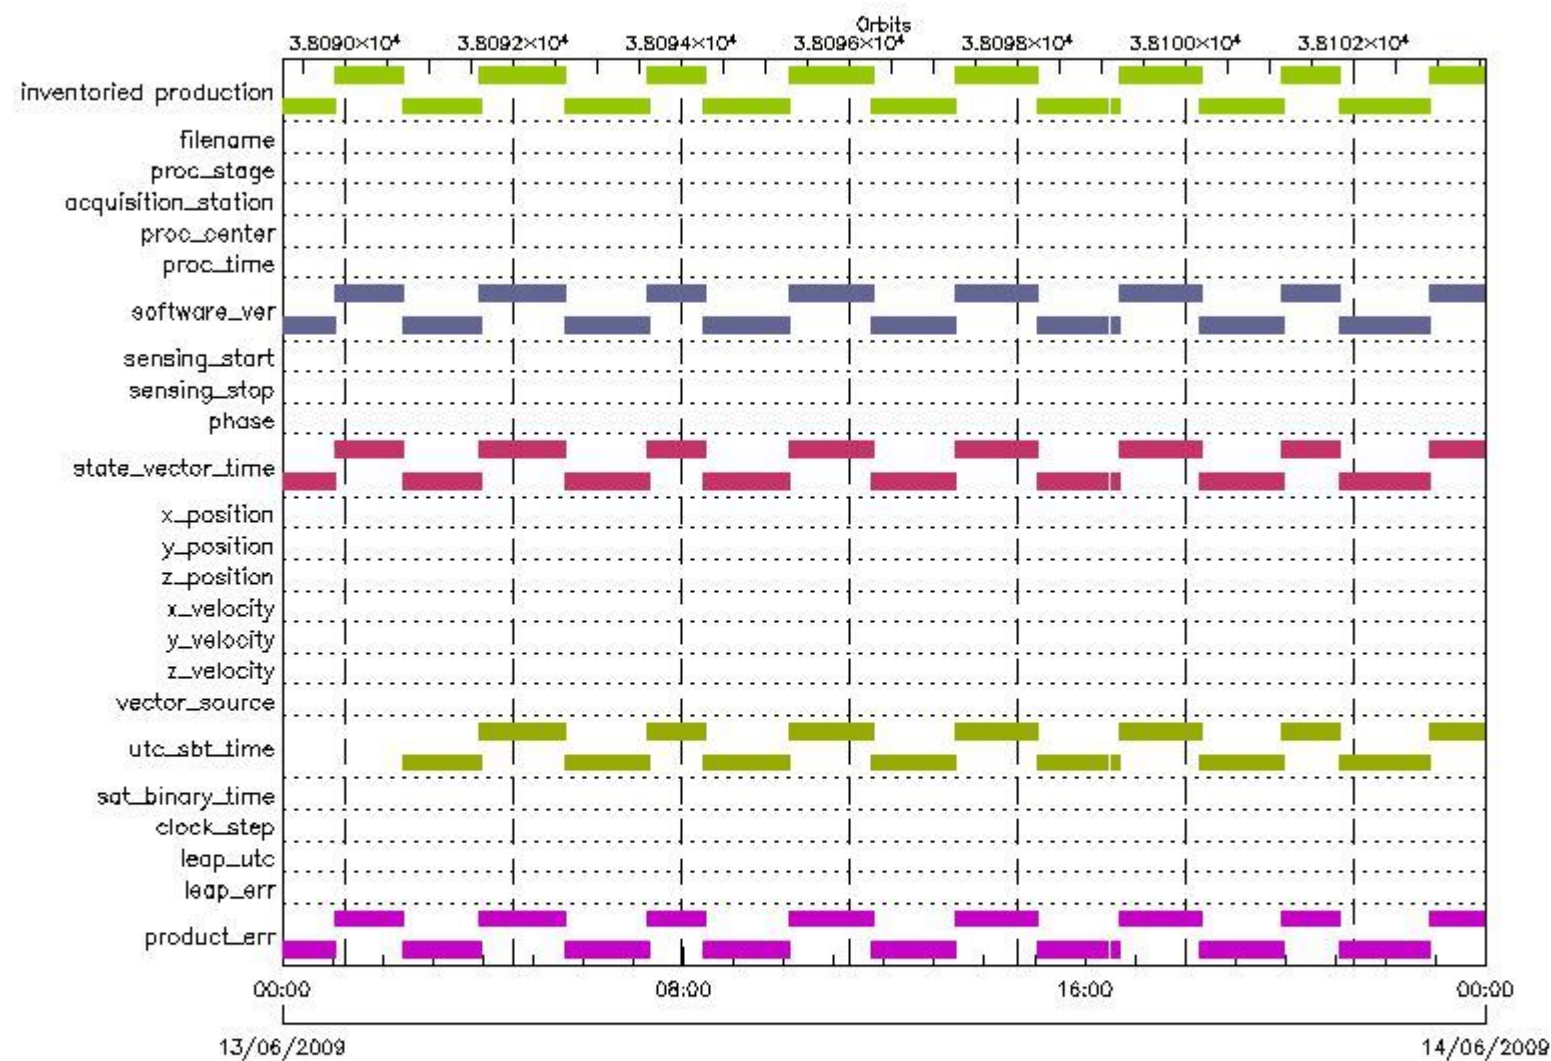 Orbits
3.8090×10⁴ 3.8092×10⁴ 3.8094×10⁴ 3.8096×10⁴ 3.8098×10⁴ 3.8100×10⁴ 3.8102×10⁴
inventoried production
filename
proc_stage
acquisition_station
proc_center
proc_time
software_ver
sensing_start
sensing_stop
phase
state_vector_time
x_position
y_position
z_position
x_velocity
y_velocity
z_velocity
vector_source
utc_sbt_time
sat_binary_time
clock_step
leap_utc
leap_err
product_err
00:00 08:00 16:00 00:00
13/06/2009 14/06/2009